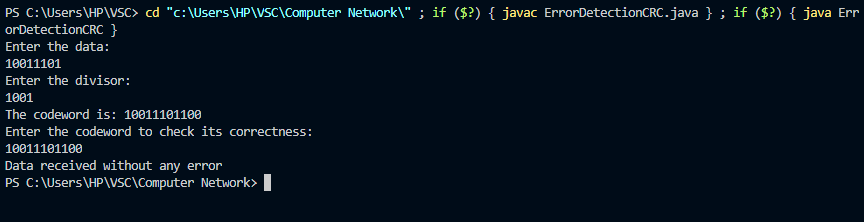 PS C:\Users\HP\VSC> cd "c:\Users\HP\VSC\Computer Network\" ; if ($?) { javac ErrorDetectionCRC.java } ; if ($?) { java Err
orDetectionCRC }
Enter the data:
10011101
Enter the divisor:
1001
The codeword is: 10011101100
Enter the codeword to check its correctness:
10011101100
Data received without any error
PS C:\Users\HP\VSC\Computer Network>